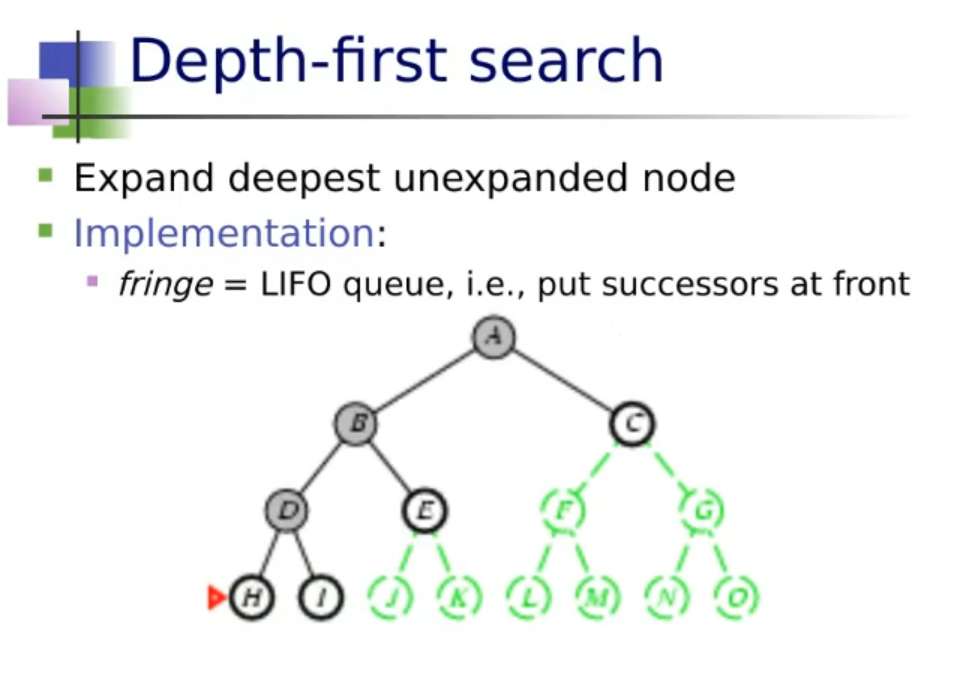 Depth-first search
Expand deepest unexpanded node
Implementation:
fringe = LIFO queue, i.e., put successors at front
A
B C
D E F G
H I J K L M N O